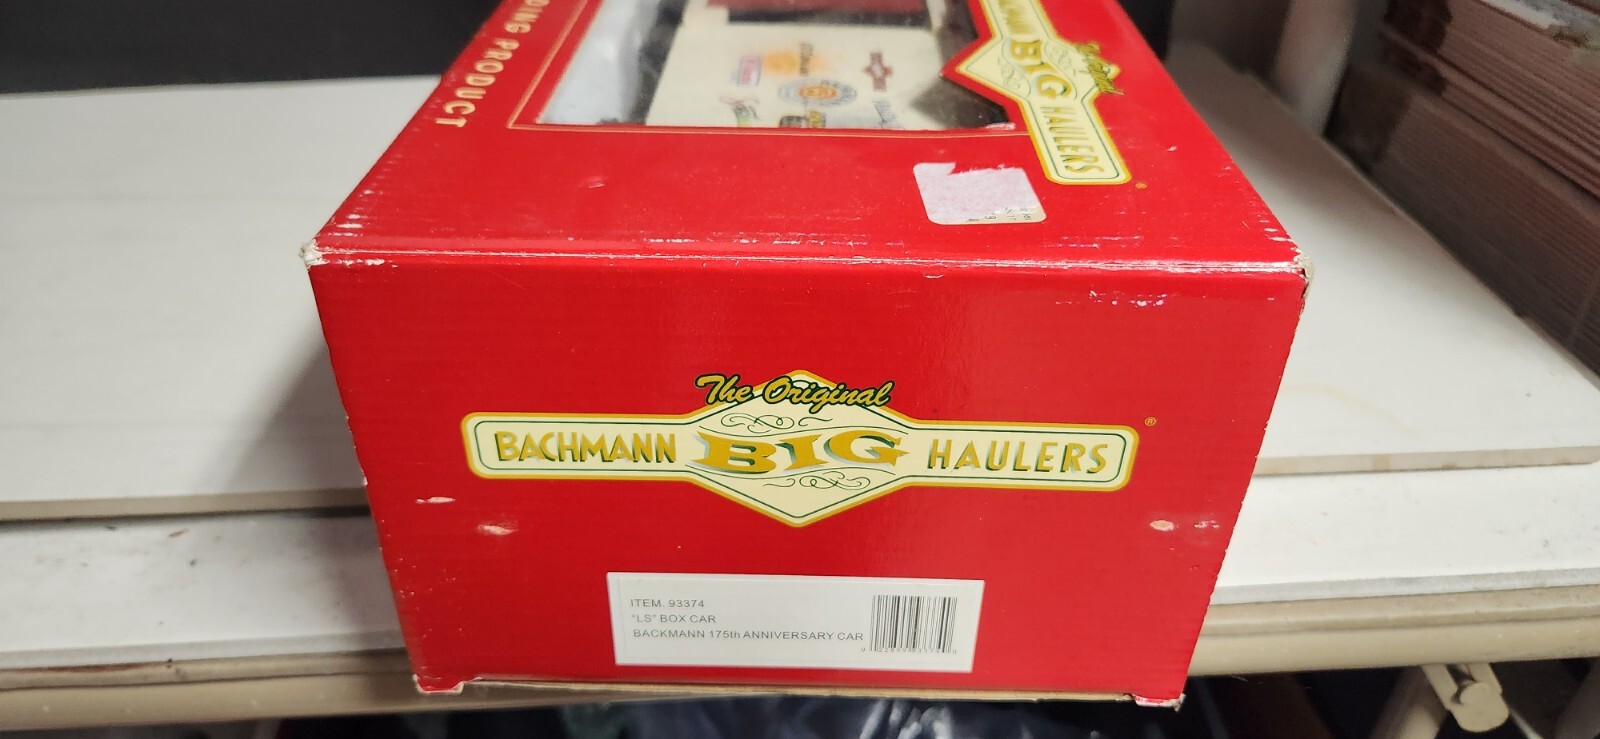 DING PRODUCT
The Original
BACHMANN BIG HAULERS
The Original
BACHMANN BIG HAULERS
®
ITEM. 93374
"LS" BOX CAR
BACKMANN 175th ANNIVERSARY CAR